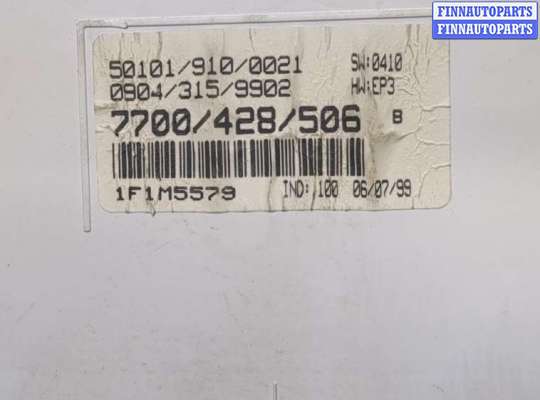 FINNAUTOPARTS
FINNAUTOPARTS
50101/910/0021 SW:0410
0904/315/9902 HW:EP3
7700/428/506 B
1F1M5579 IND: 100 06/07/99